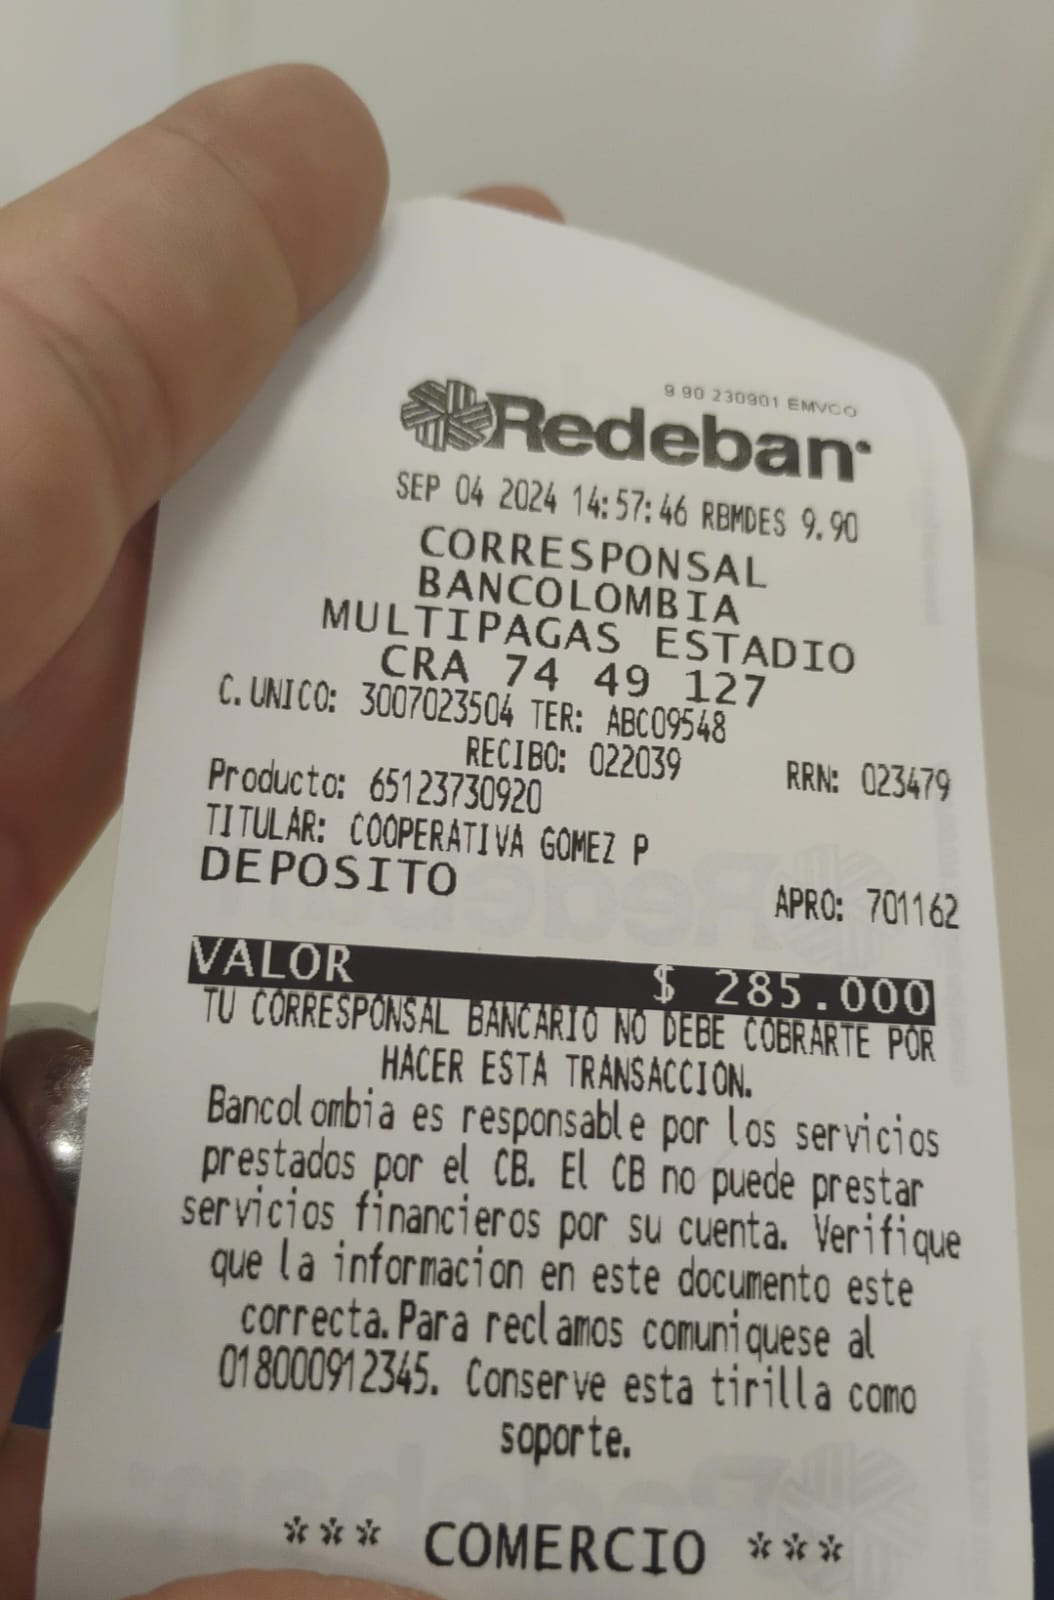 9 90 230901 EMVCO
Redeban
SEP 04 2024 14:57:46 RBMDES 9.90
CORRESPONSAL
BANCOLOMBIA
MULTIPAGAS ESTADIO
CRA 74 49 127
C.UNICO: 3007023504 TER: ABC09548
RECIBO: 022039 RRN: 023479
Producto: 65123730920
TITULAR: COOPERATIVA GOMEZ P
DEPOSITO APRO: 701162
VALOR $ 285.000
TU CORRESPONSAL BANCARIO NO DEBE COBRARTE POR
HACER ESTA TRANSACCION.
Bancolombia es responsable por los servicios
prestados por el CB. El CB no puede prestar
servicios financieros por su cuenta. Verifique
que la informacion en este documento este
correcta.Para reclamos comuniquese al
018000912345. Conserve esta tirilla como
soporte.
*** COMERCIO ***